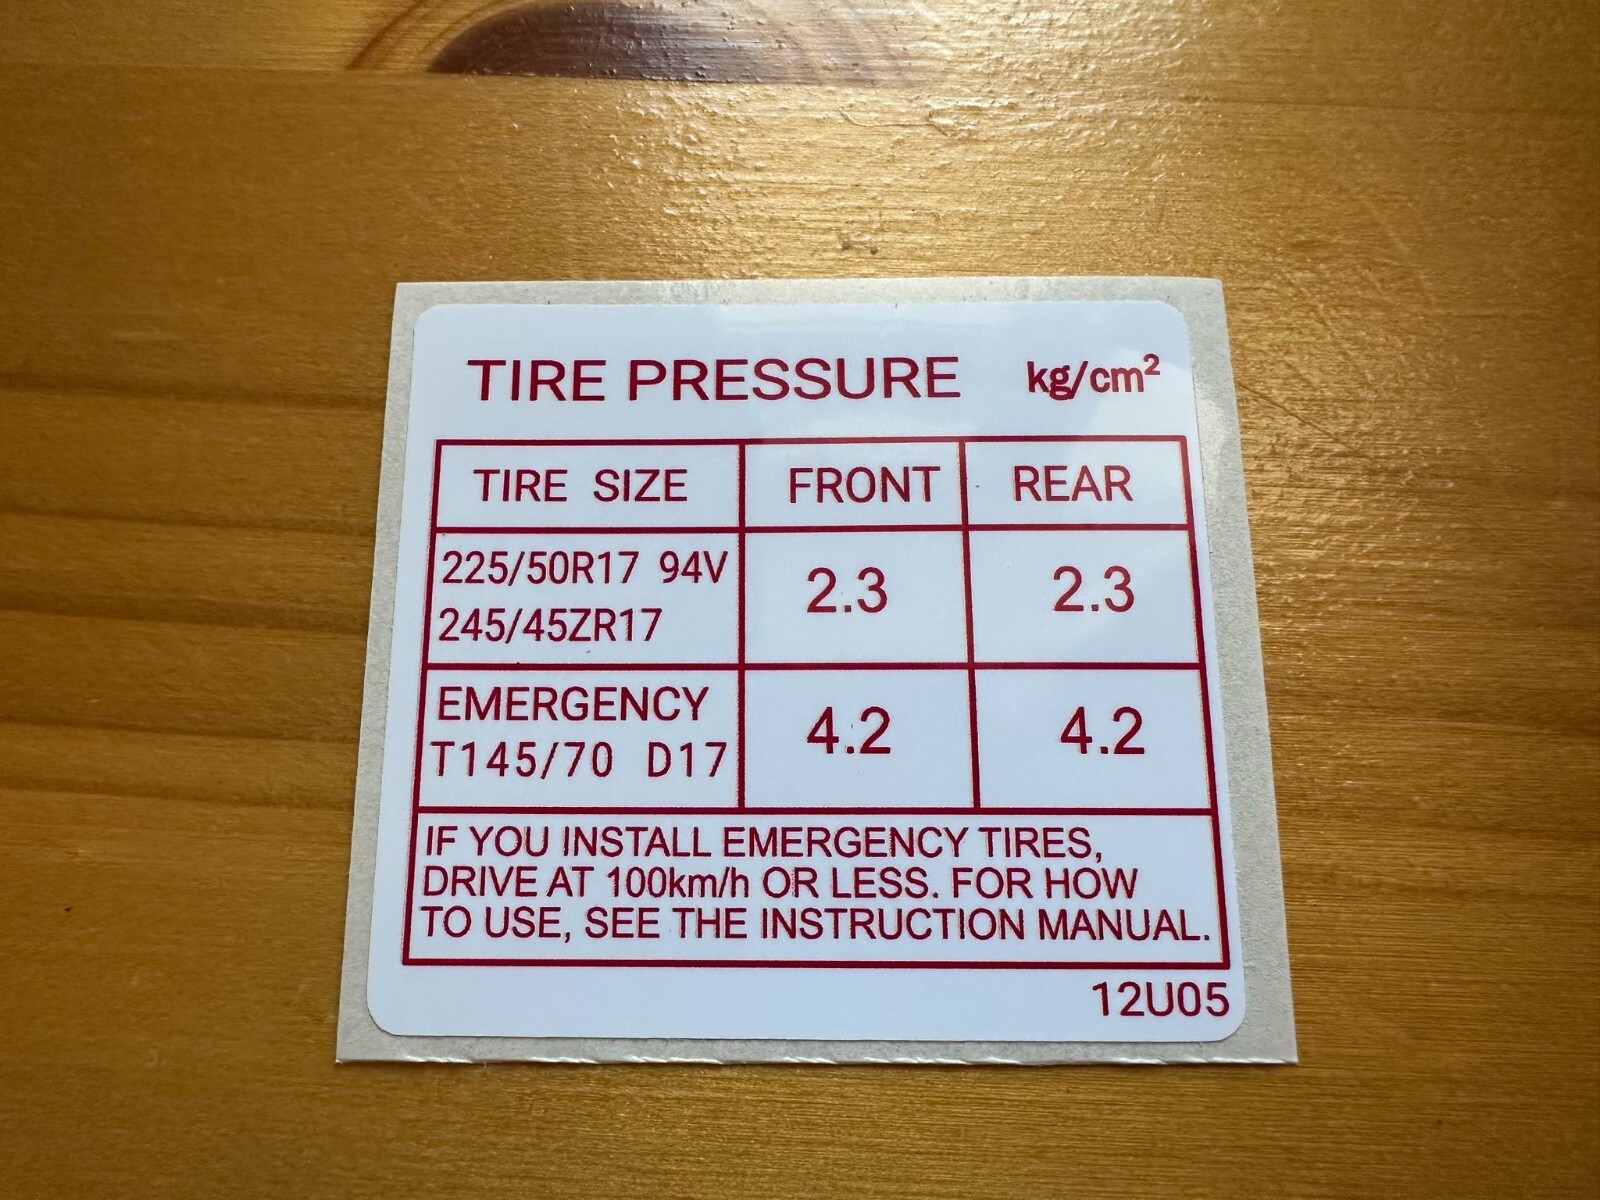 TIRE PRESSURE kg/cm²
TIRE SIZE FRONT REAR
225/50R17 94V
245/45ZR17
2.3 2.3
EMERGENCY
T145/70 D17
4.2 4.2
IF YOU INSTALL EMERGENCY TIRES,
DRIVE AT 100km/h OR LESS. FOR HOW
TO USE, SEE THE INSTRUCTION MANUAL.
12U05